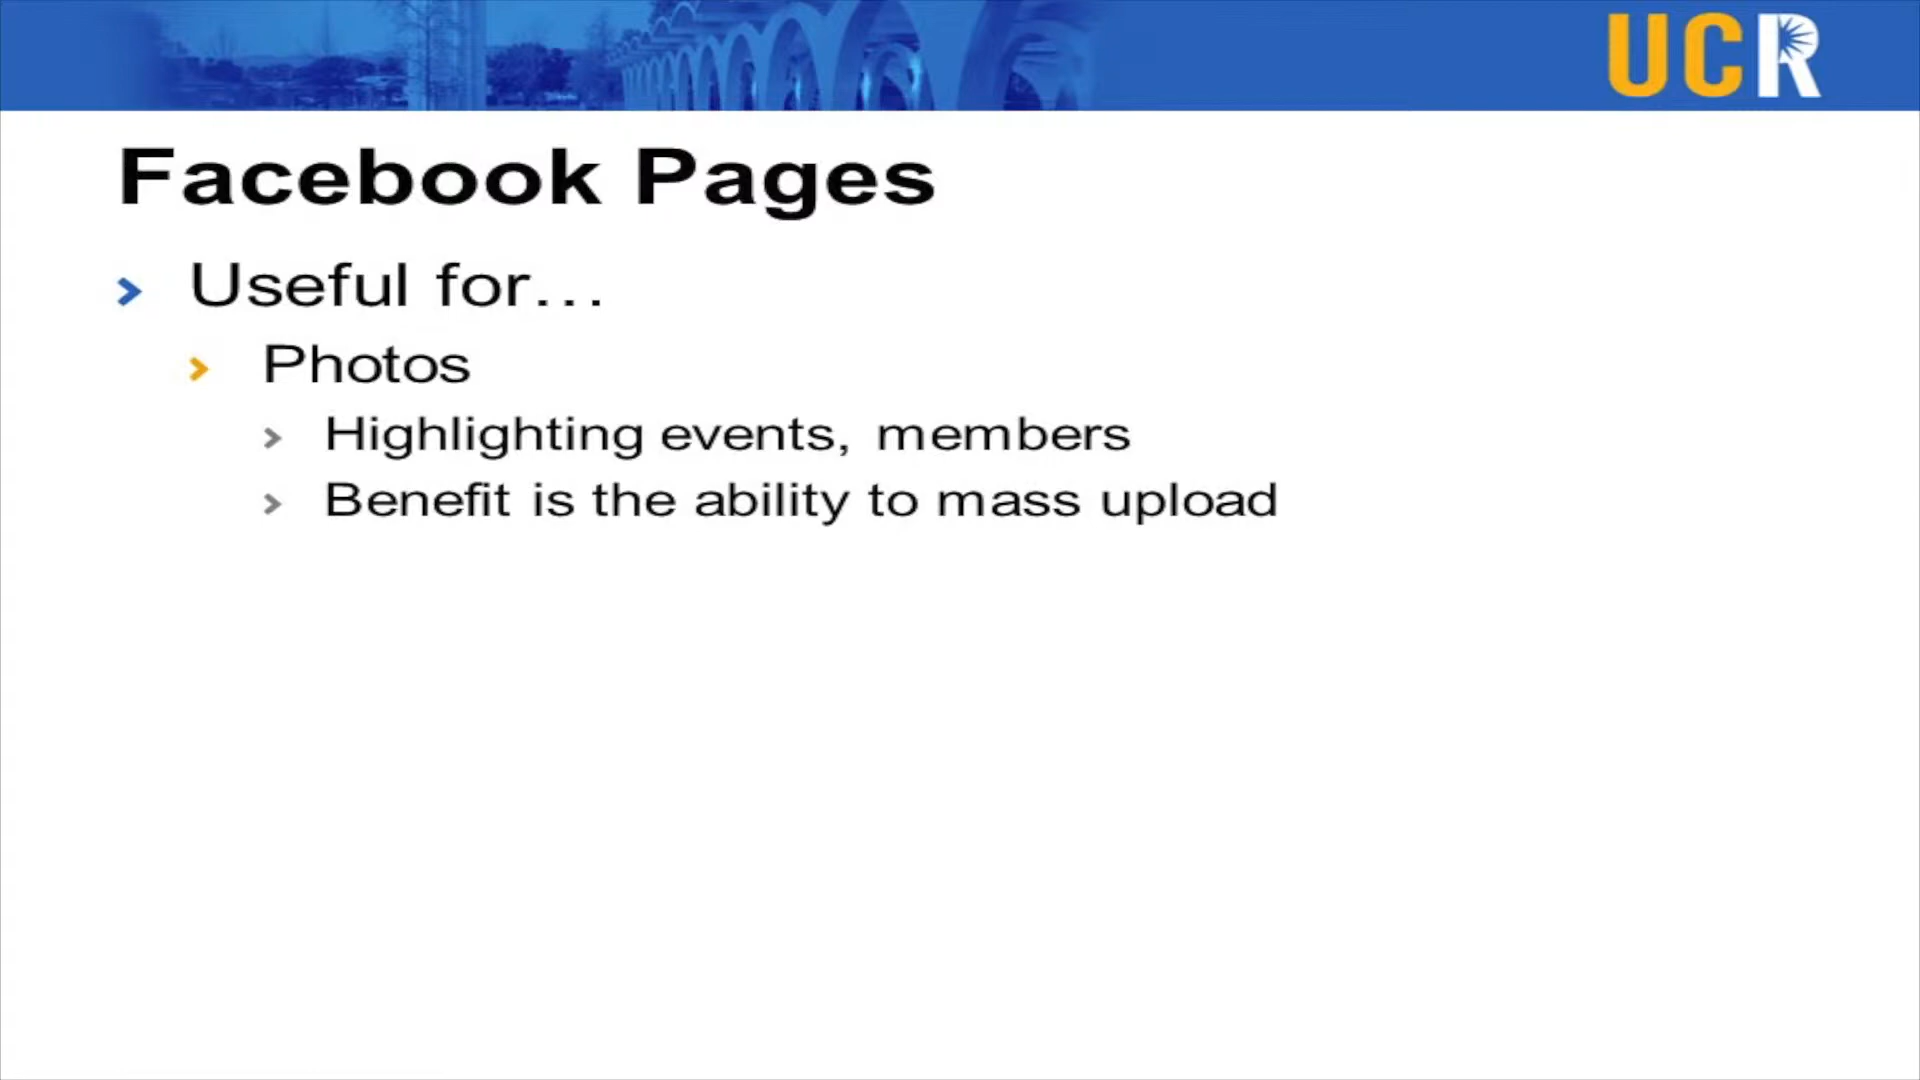 UCR
Facebook Pages
Useful for...
Photos
Highlighting events, members
Benefit is the ability to mass upload